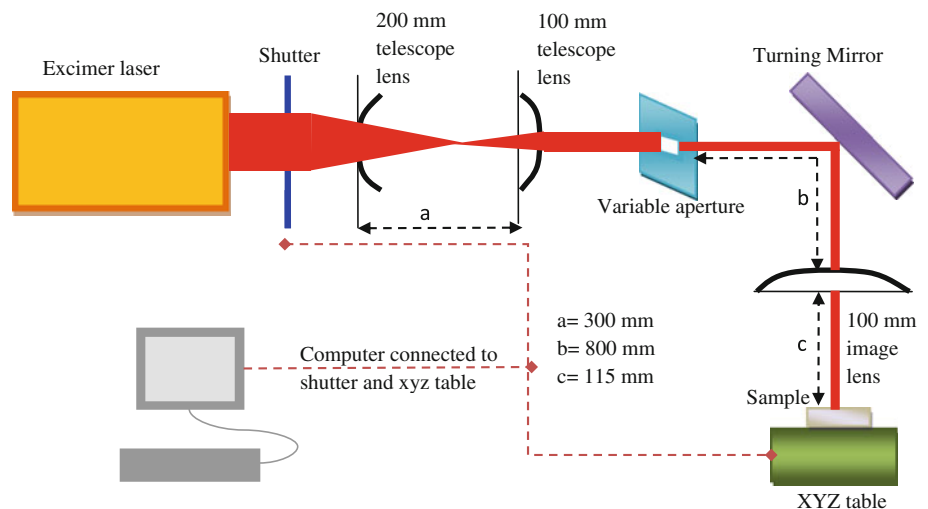 Excimer laser
Shutter
200 mm
telescope
lens
100 mm
telescope
lens
Turning Mirror
a
Variable aperture
b
a= 300 mm
b= 800 mm
c= 115 mm
c
100 mm
image
lens
Computer connected to
shutter and xyz table
Sample
XYZ table